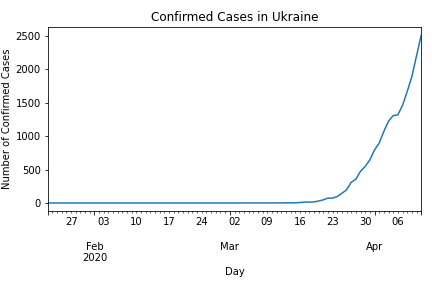 Confirmed Cases in Ukraine
Number of Confirmed Cases
2500
2000
1500
1000
500
0
27 03 10 17 24 02 09 16 23 30 06
Feb Mar Apr
2020
Day